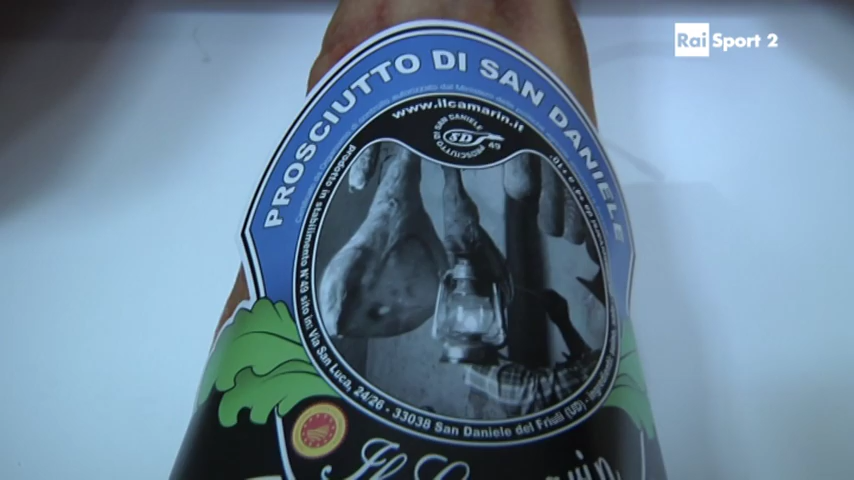 Rai Sport 2
PROSCIUTTO DI SAN DANIELE
www.ilcamarin.it
PROSCIUTTO DI SAN DANIELE
SD
49
prodotto in stabilimento N°49 sito in: Via San Luca, 24/26 - 33038 San Daniele del Friuli (UD)
Il